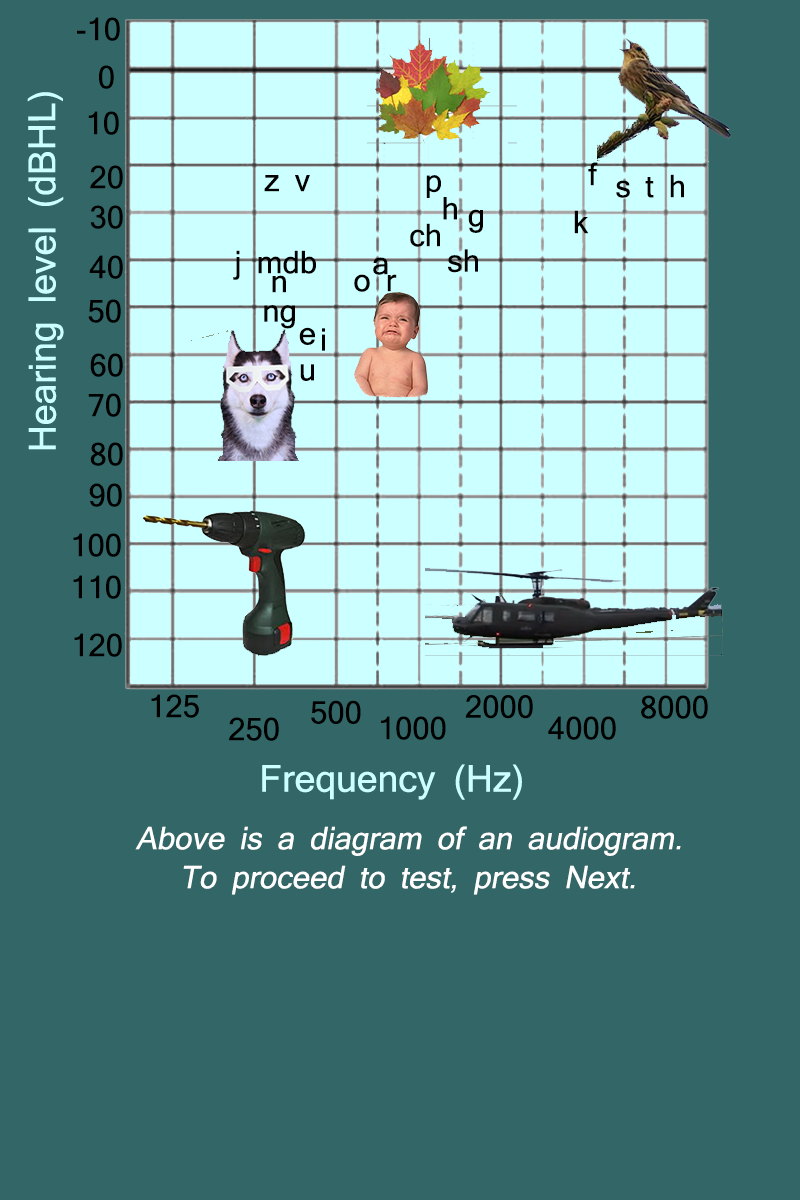 -10
0
10
20
30
40
50
60
70
80
90
100
110
120
Hearing level (dBHL)
z v
p
f
s t h
h
g
k
ch
j
mdb
a
sh
n
o
r
ng
e
i
u
125
250
500
1000
2000
4000
8000
Frequency (Hz)
Above is a diagram of an audiogram.
To proceed to test, press Next.